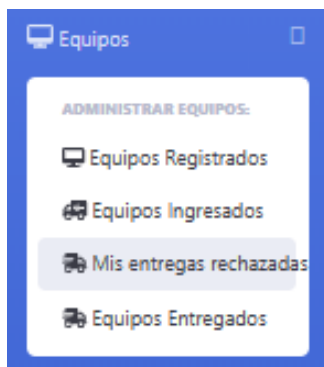 Equipos
ADMINISTRAR EQUIPOS:
Equipos Registrados
Equipos Ingresados
Mis entregas rechazadas
Equipos Entregados